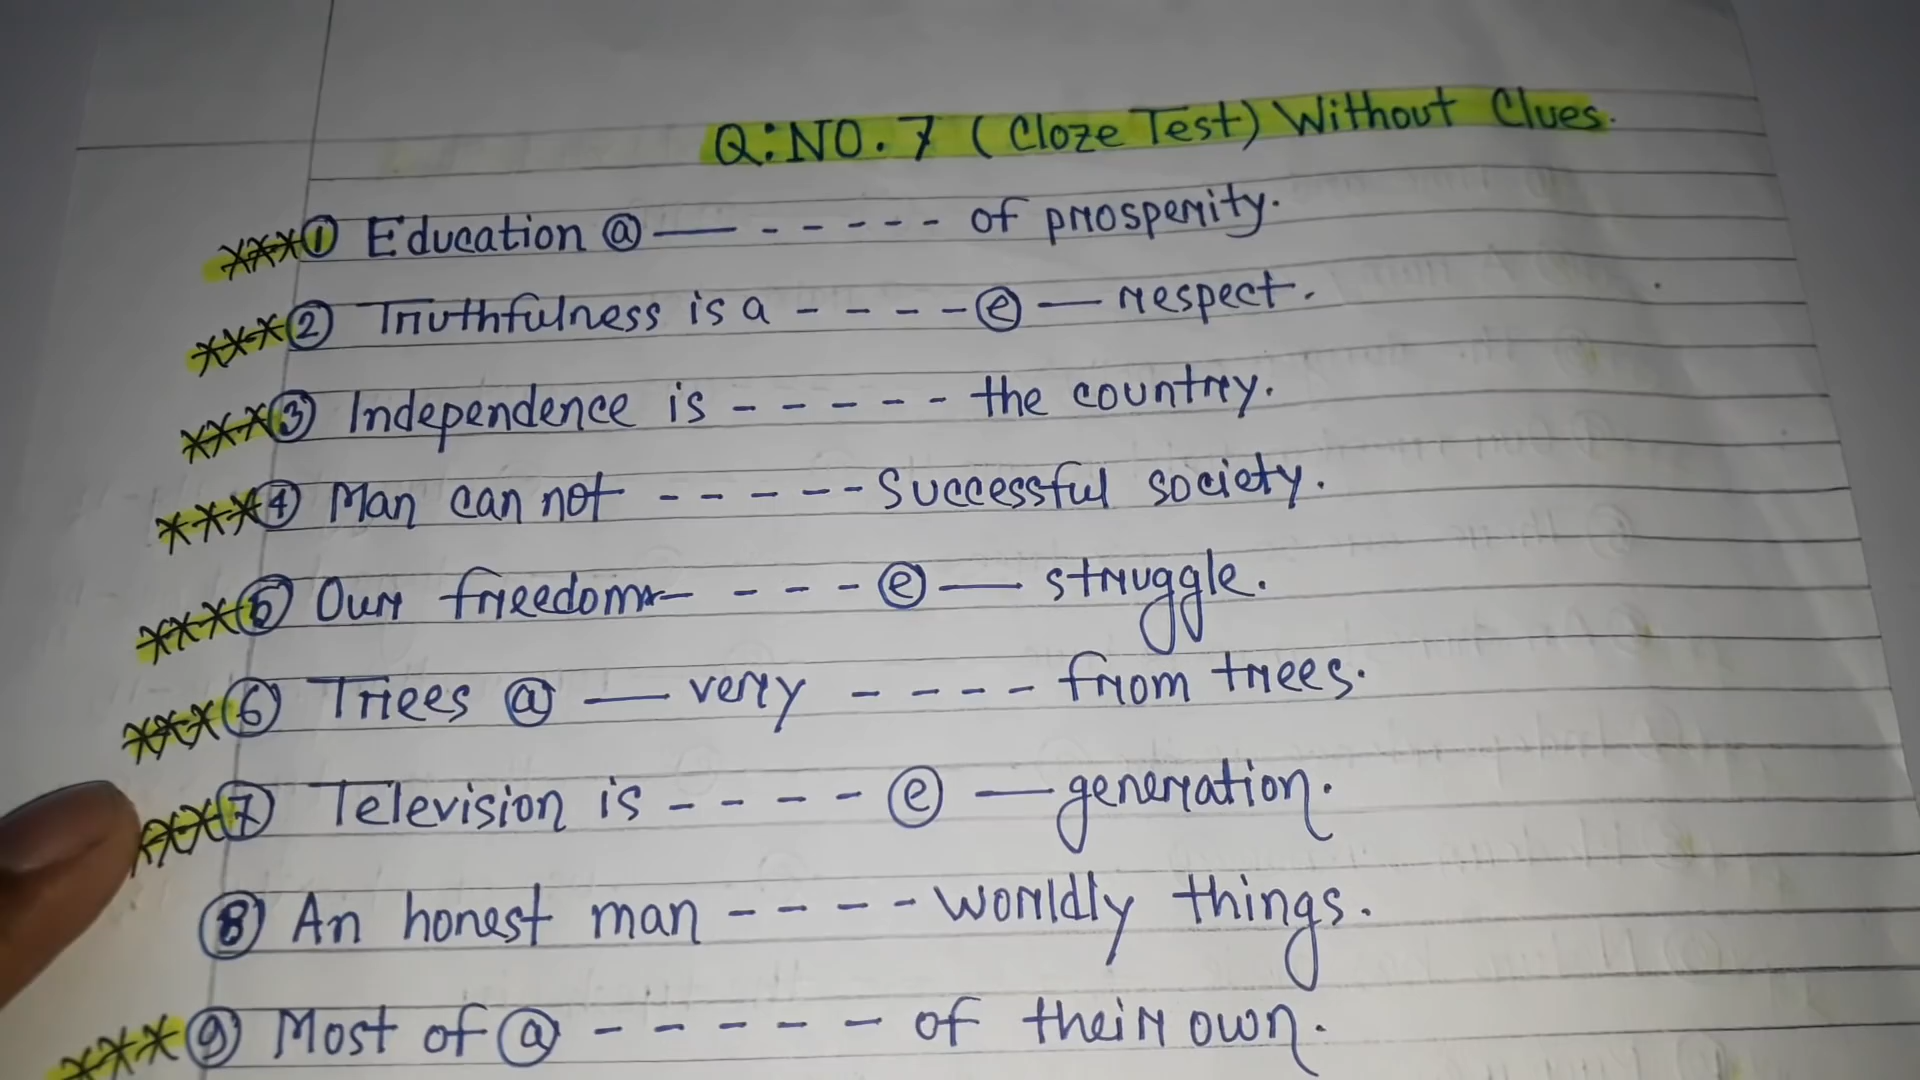 Q:NO.7 (Cloze Test) Without Clues.
***① Education ⓐ — ----- of prosperity.
***② Truthfulness is a ---- ⓔ — respect.
***③ Independence is ----- the country.
***④ Man can not ----- Successful society.
***⑤ Our freedom ---- ⓔ — struggle.
***⑥ Trees ⓐ — very ---- from trees.
***⑦ Television is ---- ⓔ — generation.
⑧ An honest man ---- worldly things.
***⑨ Most of ⓐ ----- of their own.